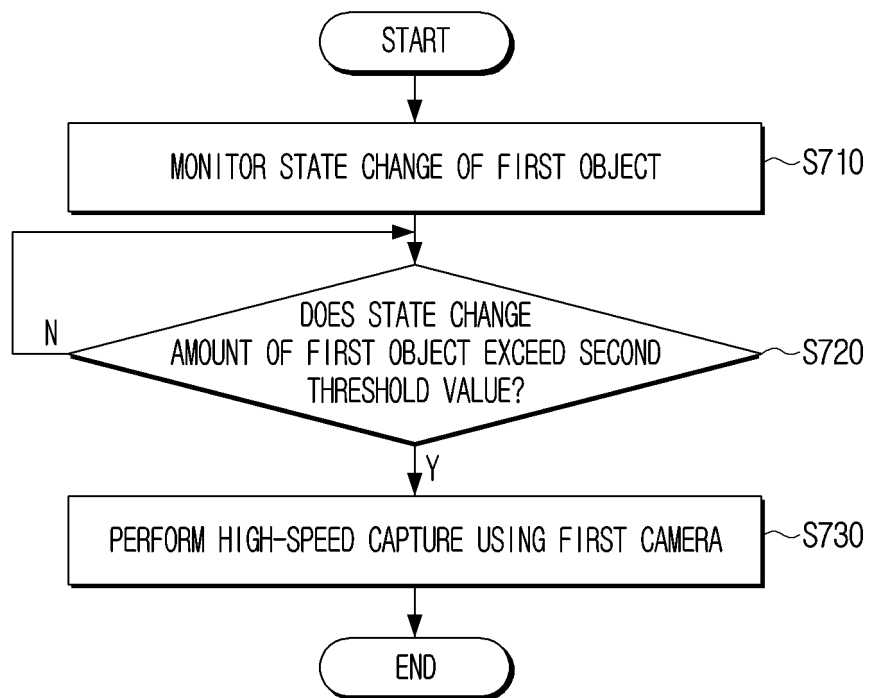 START
MONITOR STATE CHANGE OF FIRST OBJECT
S710
DOES STATE CHANGE
AMOUNT OF FIRST OBJECT EXCEED SECOND
THRESHOLD VALUE?
S720
N
Y
PERFORM HIGH-SPEED CAPTURE USING FIRST CAMERA
S730
END